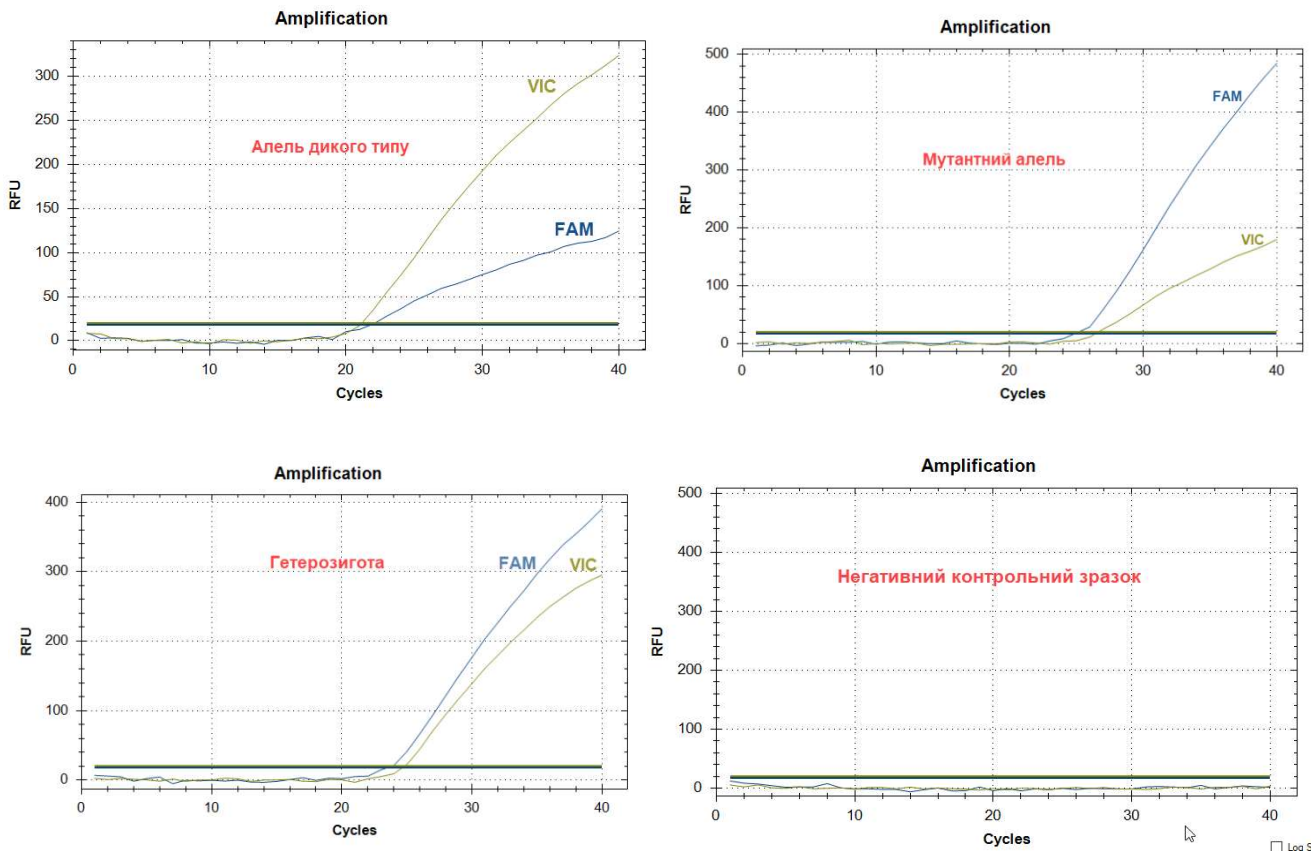 Amplification
300
250
200
150
100
50
0
RFU
VIC
Алель дикого типу
FAM
0
10
20
30
40
Cycles
Amplification
500
400
300
200
100
0
RFU
FAM
Мутантний алель
VIC
0
10
20
30
40
Cycles
Amplification
400
300
200
100
0
RFU
Гетерозигота
FAM
VIC
0
10
20
30
40
Cycles
Amplification
500
400
300
200
100
0
RFU
Негативний контрольний зразок
0
10
20
30
40
Cycles
Log S